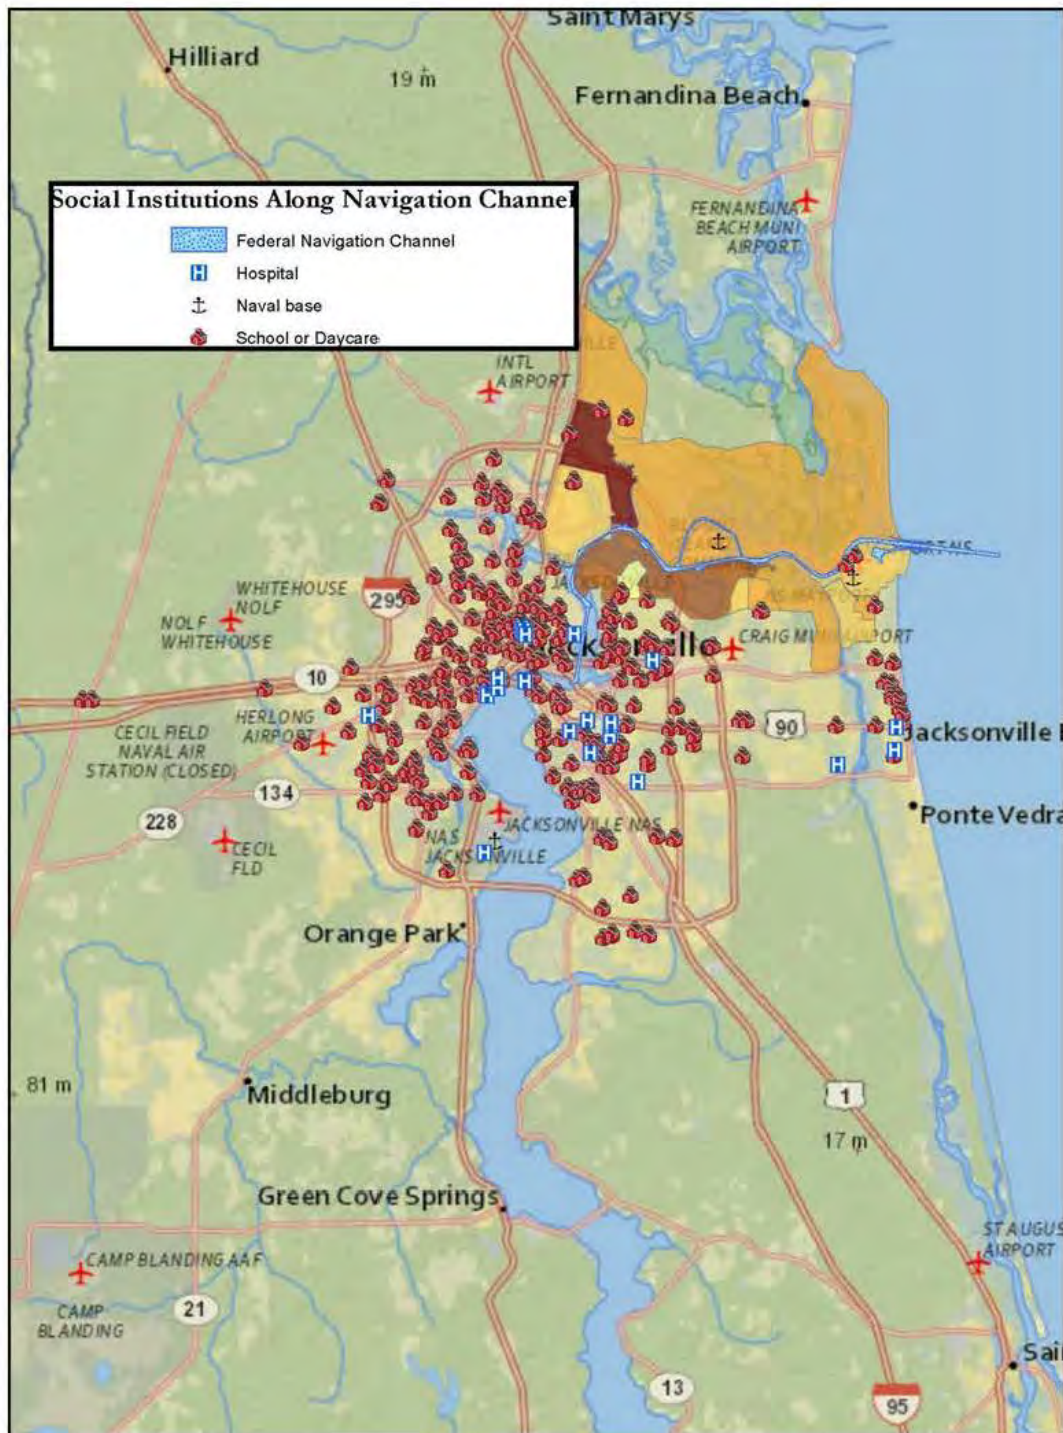 Saint Marys
Hilliard
19 m
Fernandina Beach
Social Institutions Along Navigation Channel
Federal Navigation Channel
Hospital
Naval base
School or Daycare
FERNANDINA
BEACH MUNI
AIRPORT
INTL
AIRPORT
295
WHITEHOUSE
NOLF
NOLF
WHITEHOUSE
CRAIG MUNI AIRPORT
10
HERLONG
AIRPORT
90
CECIL FIELD
NAVAL AIR
STATION (CLOSED)
Jacksonville
134
228
CECIL
FLD
JACKSONVILLE NAS
NAS
JACKSONVILLE
Ponte Vedra
Orange Park
81 m
Middleburg
1
17 m
Green Cove Springs
ST AUGUS
AIRPORT
CAMP BLANDING AAF
CAMP
BLANDING
21
Sai
13
95